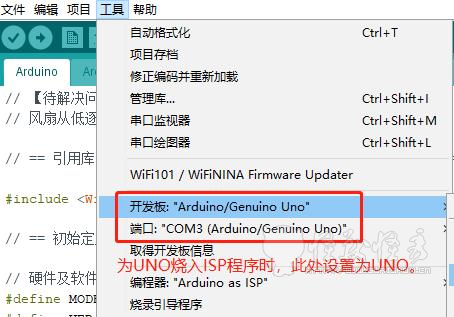 文件 编辑 项目 工具 帮助
自动格式化 Ctrl+T
项目存档
修正编码并重新加载
管理库... Ctrl+Shift+I
串口监视器 Ctrl+Shift+M
串口绘图器 Ctrl+Shift+L
WiFi101 / WiFiNINA Firmware Updater
开发板: "Arduino/Genuino Uno"
端口: "COM3 (Arduino/Genuino Uno)"
取得开发板信息
为UNO烧入ISP程序时，此处设置为UNO。
编程器: "Arduino as ISP"
烧录引导程序
Arduino
// 【待解决问
// 风扇从低逐
// == 引用库
#include <Wi
// == 初始定
// 硬件及软件
#define MODE